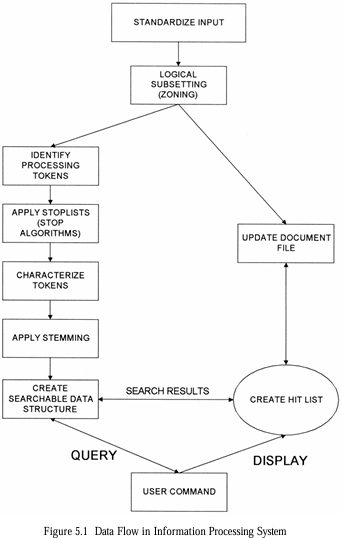 STANDARDIZE INPUT
LOGICAL
SUBSETTING
(ZONING)
IDENTIFY
PROCESSING
TOKENS
APPLY STOPLISTS
(STOP
ALGORITHMS)
UPDATE DOCUMENT
FILE
CHARACTERIZE
TOKENS
APPLY STEMMING
CREATE
SEARCHABLE DATA
STRUCTURE
SEARCH RESULTS
CREATE HIT LIST
QUERY
DISPLAY
USER COMMAND
Figure 5.1 Data Flow in Information Processing System